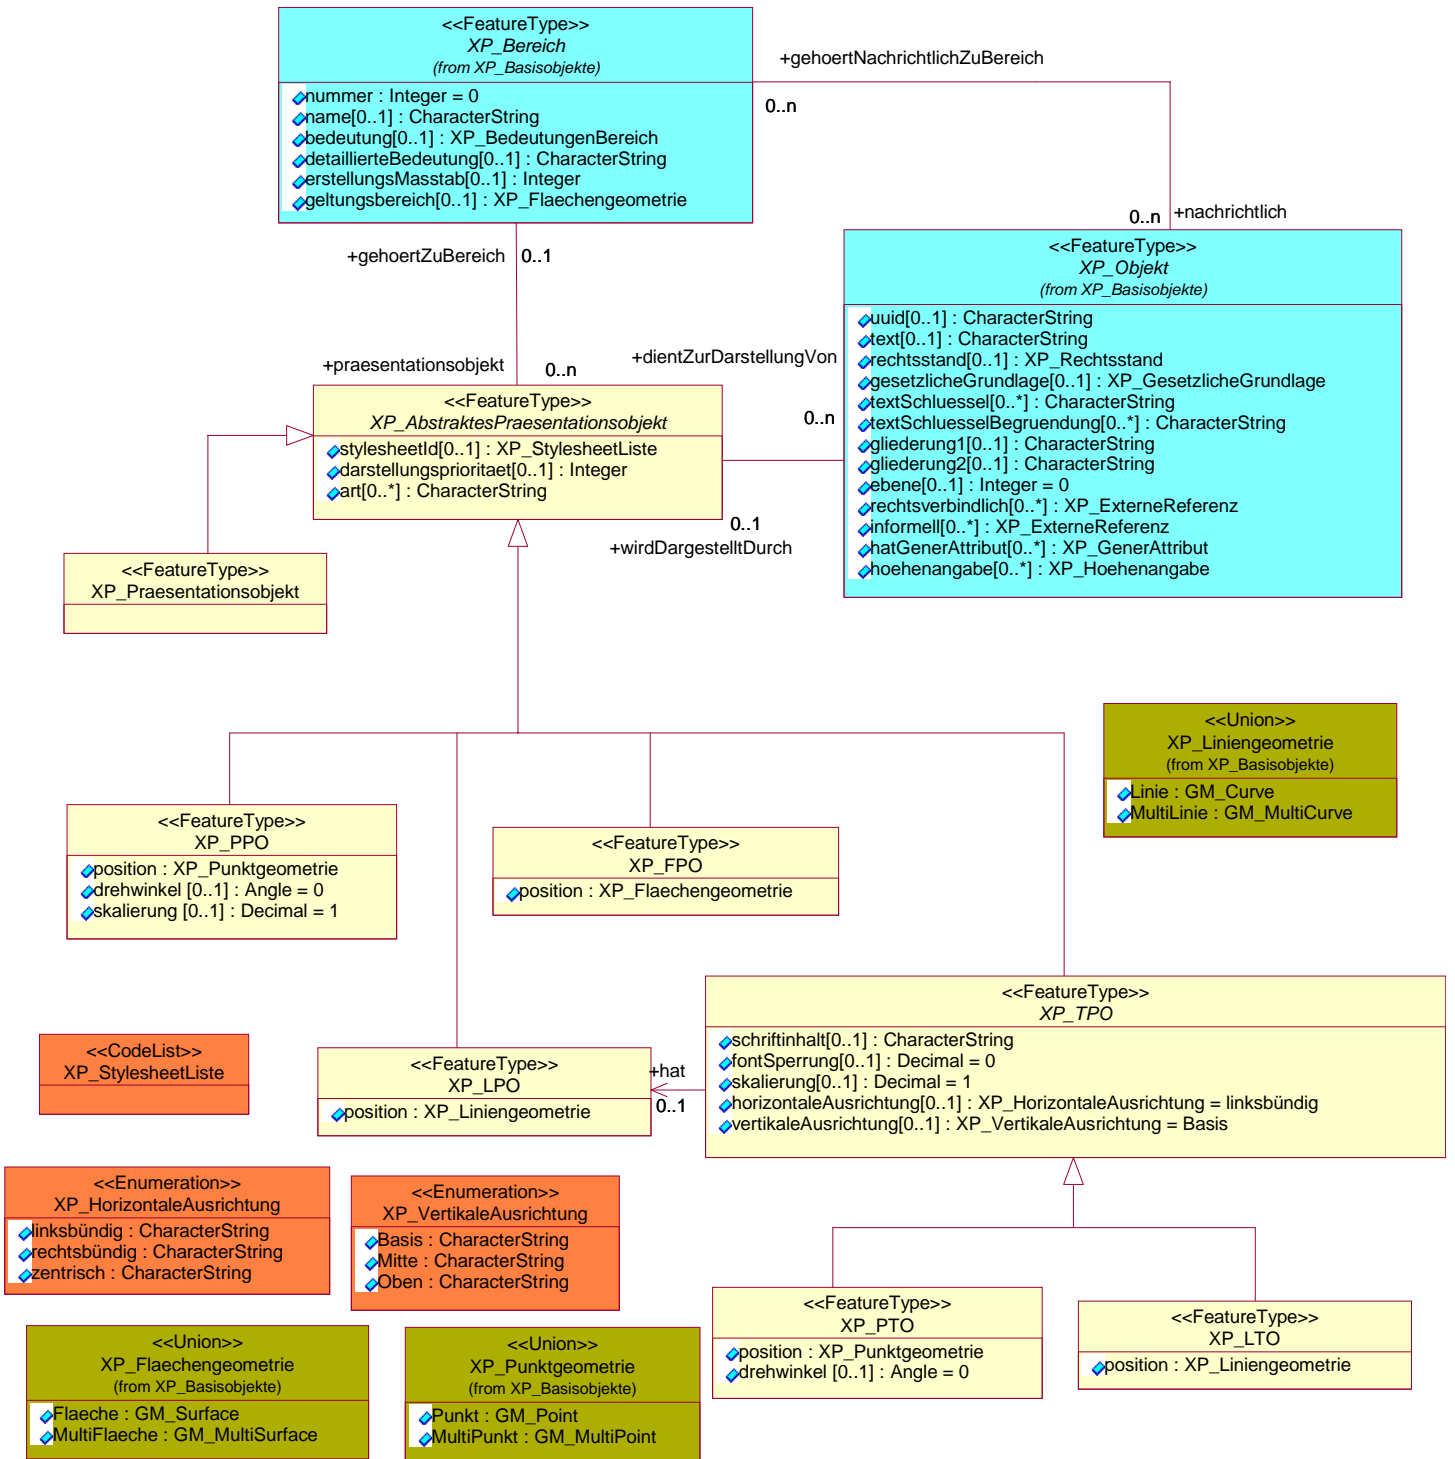 <<FeatureType>>
XP_Bereich
(from XP_Basisobjekte)
nummer : Integer = 0
name[0..1] : CharacterString
bedeutung[0..1] : XP_BedeutungenBereich
detaillierteBedeutung[0..1] : CharacterString
erstellungsMasstab[0..1] : Integer
geltungsbereich[0..1] : XP_Flaechengeometrie
+gehoertNachrichtlichZuBereich
0..n
0..n
+nachrichtlich
+gehoertZuBereich
0..1
<<FeatureType>>
XP_Objekt
(from XP_Basisobjekte)
uuid[0..1] : CharacterString
text[0..1] : CharacterString
rechtsstand[0..1] : XP_Rechtsstand
gesetzlicheGrundlage[0..1] : XP_GesetzlicheGrundlage
textSchluessel[0..*] : CharacterString
textSchluesselBegruendung[0..*] : CharacterString
gliederung1[0..1] : CharacterString
gliederung2[0..1] : CharacterString
ebene[0..1] : Integer = 0
rechtsverbindlich[0..*] : XP_ExterneReferenz
informell[0..*] : XP_ExterneReferenz
hatGenerAttribut[0..*] : XP_GenerAttribut
hoehenangabe[0..*] : XP_Hoehenangabe
+praesentationsobjekt
0..n
+dientZurDarstellungVon
0..n
<<FeatureType>>
XP_AbstraktesPraesentationsobjekt
stylesheetId[0..1] : XP_StylesheetListe
darstellungsprioritaet[0..1] : Integer
art[0..*] : CharacterString
0..1
+wirdDargestelltDurch
<<FeatureType>>
XP_Praesentationsobjekt
<<Union>>
XP_Liniengeometrie
(from XP_Basisobjekte)
Linie : GM_Curve
MultiLinie : GM_MultiCurve
<<FeatureType>>
XP_PPO
position : XP_Punktgeometrie
drehwinkel [0..1] : Angle = 0
skalierung [0..1] : Decimal = 1
<<FeatureType>>
XP_FPO
position : XP_Flaechengeometrie
<<FeatureType>>
XP_TPO
schriftinhalt[0..1] : CharacterString
fontSperrung[0..1] : Decimal = 0
skalierung[0..1] : Decimal = 1
horizontaleAusrichtung[0..1] : XP_HorizontaleAusrichtung = linksbündig
vertikaleAusrichtung[0..1] : XP_VertikaleAusrichtung = Basis
<<CodeList>>
XP_StylesheetListe
<<FeatureType>>
XP_LPO
position : XP_Liniengeometrie
+hat
0..1
<<Enumeration>>
XP_HorizontaleAusrichtung
linksbündig : CharacterString
rechtsbündig : CharacterString
zentrisch : CharacterString
<<Enumeration>>
XP_VertikaleAusrichtung
Basis : CharacterString
Mitte : CharacterString
Oben : CharacterString
<<FeatureType>>
XP_PTO
position : XP_Punktgeometrie
drehwinkel [0..1] : Angle = 0
<<FeatureType>>
XP_LTO
position : XP_Liniengeometrie
<<Union>>
XP_Flaechengeometrie
(from XP_Basisobjekte)
Flaeche : GM_Surface
MultiFlaeche : GM_MultiSurface
<<Union>>
XP_Punktgeometrie
(from XP_Basisobjekte)
Punkt : GM_Point
MultiPunkt : GM_MultiPoint